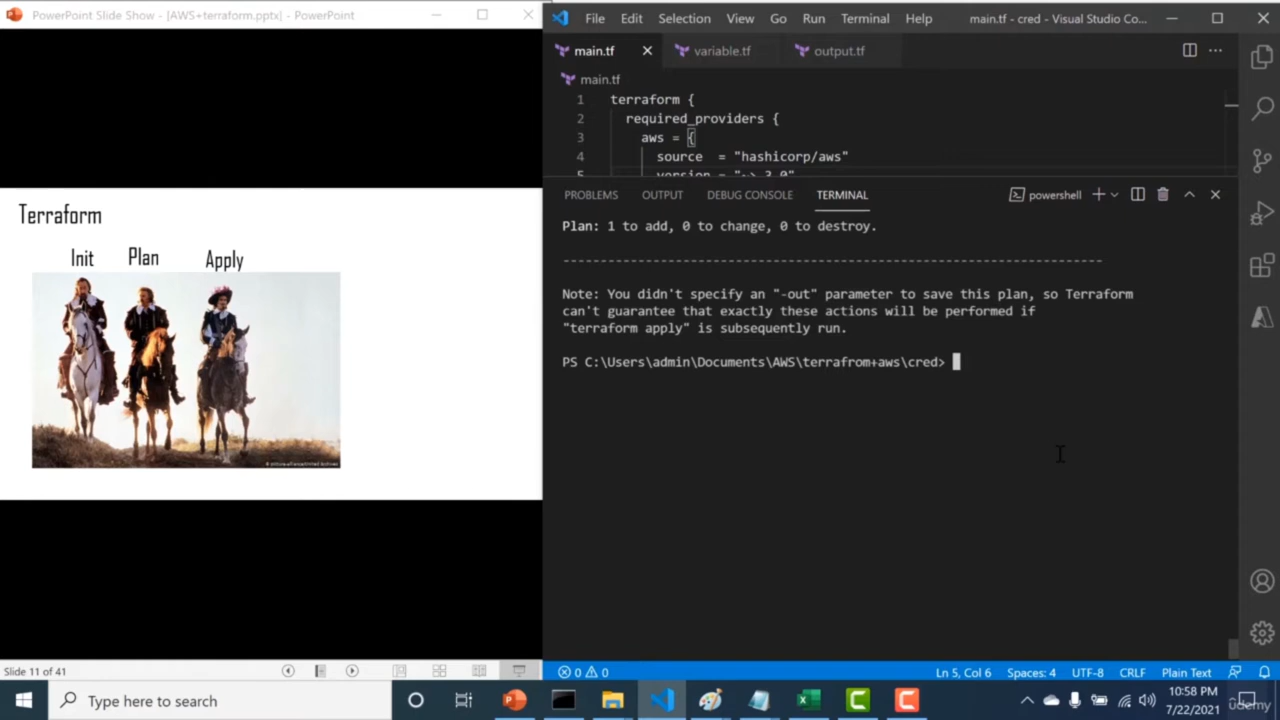 PowerPoint Slide Show - [AWS+terraform.pptx] - PowerPoint
Terraform
Init Plan Apply
Slide 11 of 41
File Edit Selection View Go Run Terminal Help main.tf - cred - Visual Studio Co...
main.tf variable.tf output.tf
main.tf
1 terraform {
2 required_providers {
3 aws = {
4 source = "hashicorp/aws"
5 version = "~> 3.0"
PROBLEMS OUTPUT DEBUG CONSOLE TERMINAL powershell
Plan: 1 to add, 0 to change, 0 to destroy.
------------------------------------------------------------------------
Note: You didn't specify an "-out" parameter to save this plan, so Terraform
can't guarantee that exactly these actions will be performed if
"terraform apply" is subsequently run.
PS C:\Users\admin\Documents\AWS\terrafrom+aws\cred>
0 0 Ln 5, Col 6 Spaces: 4 UTF-8 CRLF Plain Text
Type here to search
10:58 PM
7/22/2021
udemy